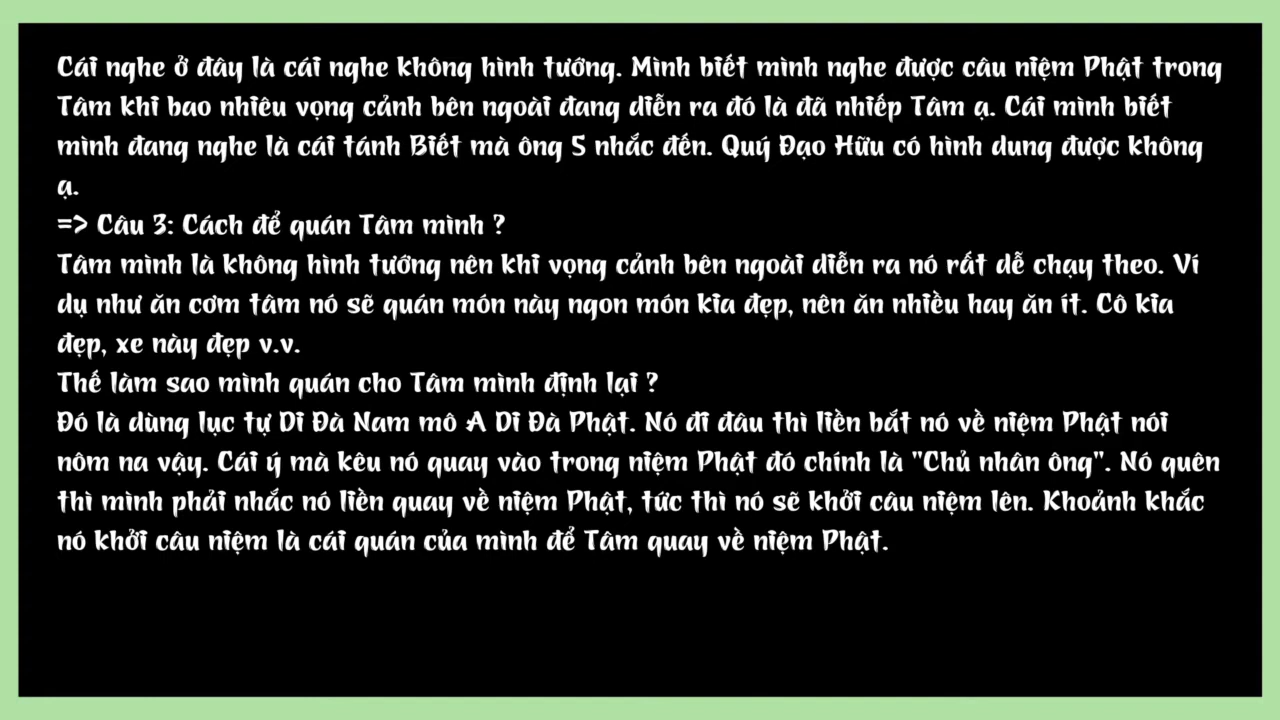 Cái nghe ở đây là cái nghe không hình tướng. Mình biết mình nghe được câu niệm Phật trong
Tâm khi bao nhiêu vọng cảnh bên ngoài đang diễn ra đó là đã nhiếp Tâm ạ. Cái mình biết
mình đang nghe là cái tánh Biết mà ông 5 nhắc đến. Quý Đạo Hữu có hình dung được không
ạ.
=> Câu 3: Cách để quán Tâm mình ?
Tâm mình là không hình tướng nên khi vọng cảnh bên ngoài diễn ra nó rất dễ chạy theo. Ví
dụ như ăn cơm tâm nó sẽ quán món này ngon món kia đẹp, nên ăn nhiều hay ăn ít. Cô kia
đẹp, xe này đẹp v.v.
Thế làm sao mình quán cho Tâm mình định lại ?
Đó là dùng lục tự Di Đà Nam mô A Di Đà Phật. Nó đi đâu thì liền bắt nó về niệm Phật nói
nôm na vậy. Cái ý mà kêu nó quay vào trong niệm Phật đó chính là "Chủ nhân ông". Nó quên
thì mình phải nhắc nó liền quay về niệm Phật, tức thì nó sẽ khởi câu niệm lên. Khoảnh khắc
nó khởi câu niệm là cái quán của mình để Tâm quay về niệm Phật.